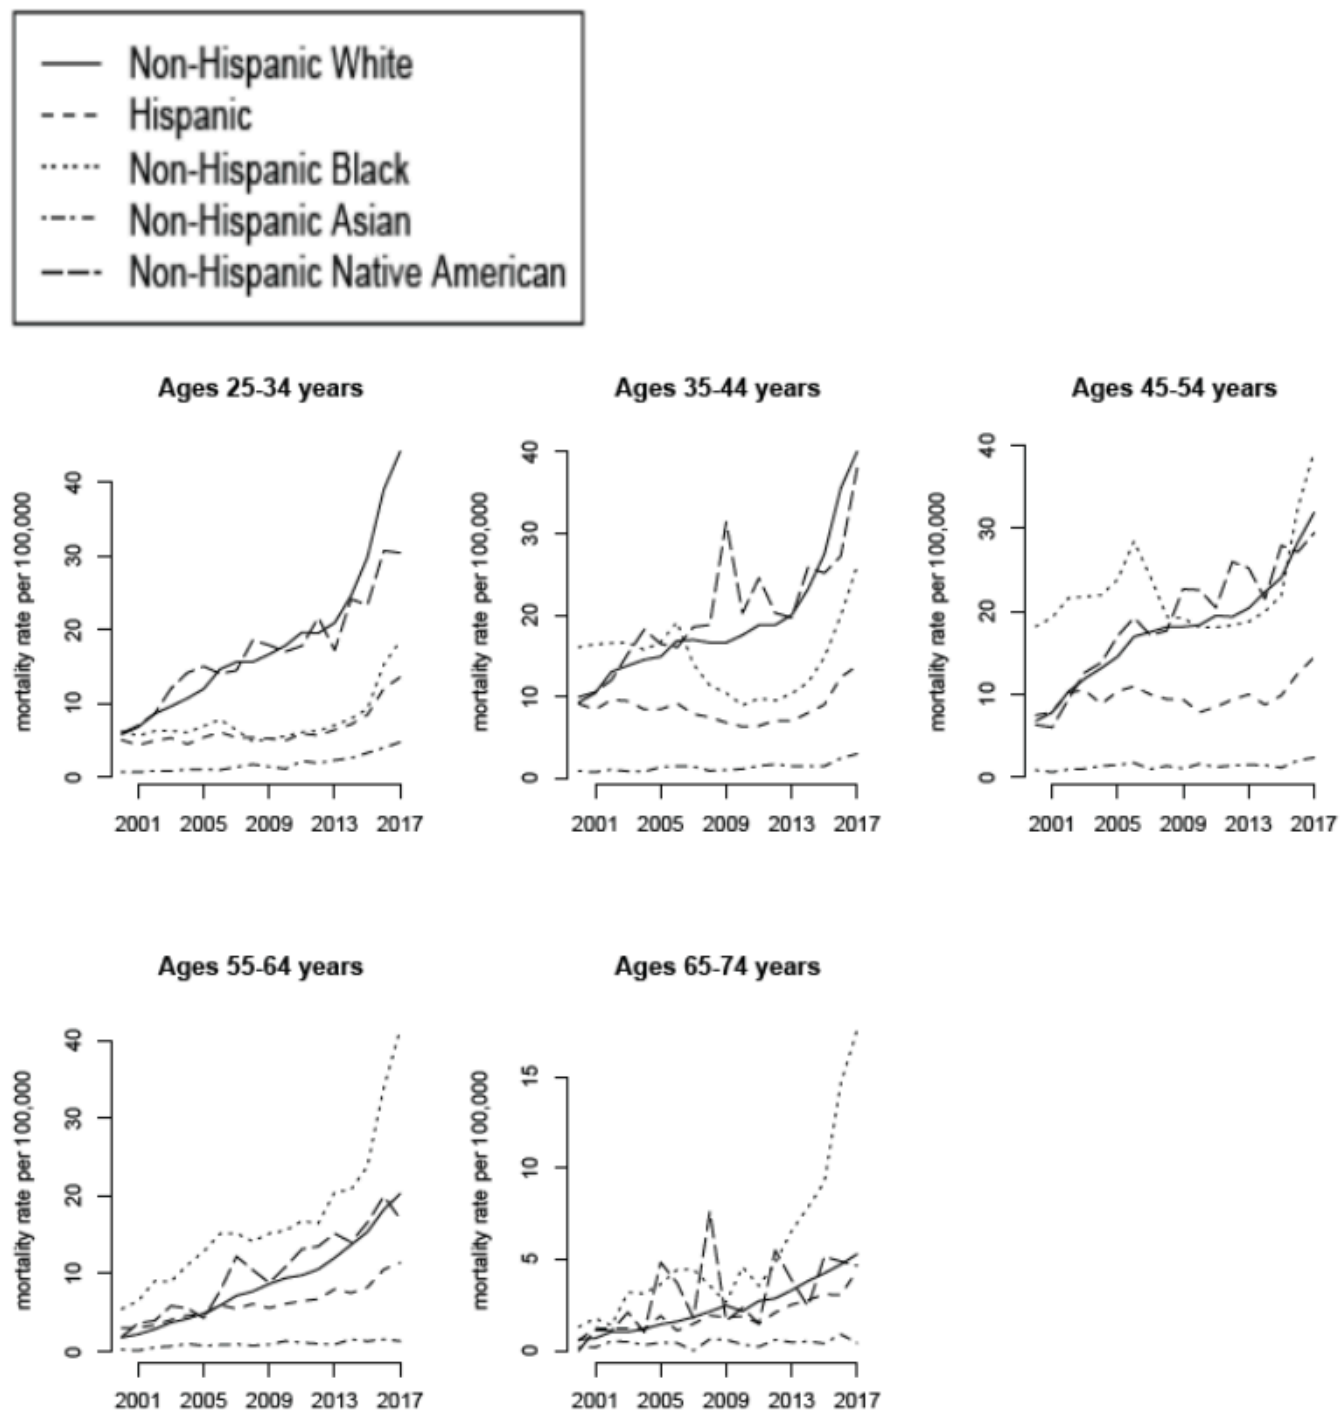 Non-Hispanic White
Hispanic
Non-Hispanic Black
Non-Hispanic Asian
Non-Hispanic Native American
Ages 25-34 years
mortality rate per 100,000
40
30
20
10
0
2001 2005 2009 2013 2017
Ages 35-44 years
mortality rate per 100,000
40
30
20
10
0
2001 2005 2009 2013 2017
Ages 45-54 years
mortality rate per 100,000
40
30
20
10
0
2001 2005 2009 2013 2017
Ages 55-64 years
mortality rate per 100,000
40
30
20
10
0
2001 2005 2009 2013 2017
Ages 65-74 years
mortality rate per 100,000
15
10
5
0
2001 2005 2009 2013 2017